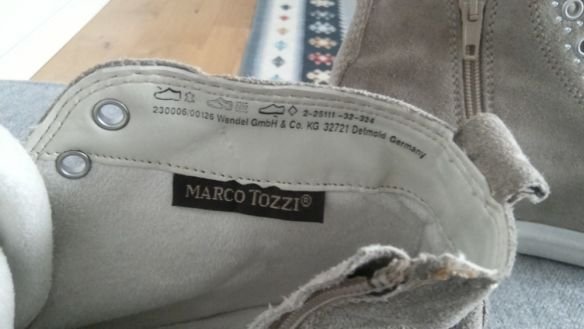 2-25111-32-324
230006/00126 Wendel GmbH & Co. KG 32721 Detmold Germany
MARCO TOZZI®